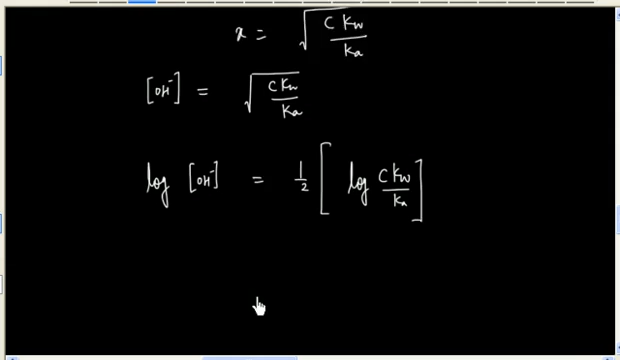 x = √(C Kw / Ka)
[OH⁻] = √(C Kw / Ka)
log [OH⁻] = 1/2 [log C Kw / Ka]